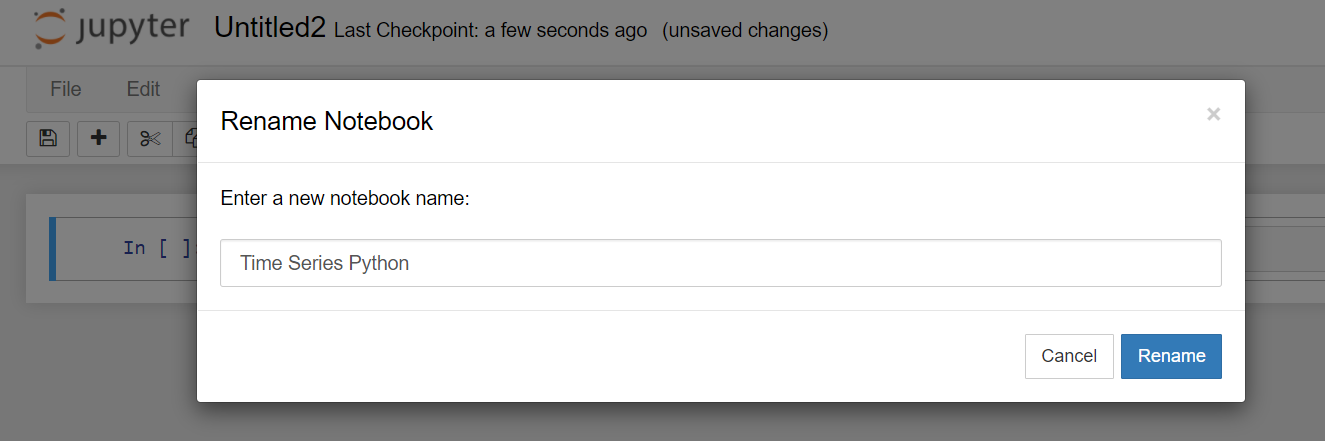 jupyter Untitled2 Last Checkpoint: a few seconds ago (unsaved changes)
File Edit
Rename Notebook ×
Enter a new notebook name:
In [ ]:
Time Series Python
Cancel Rename